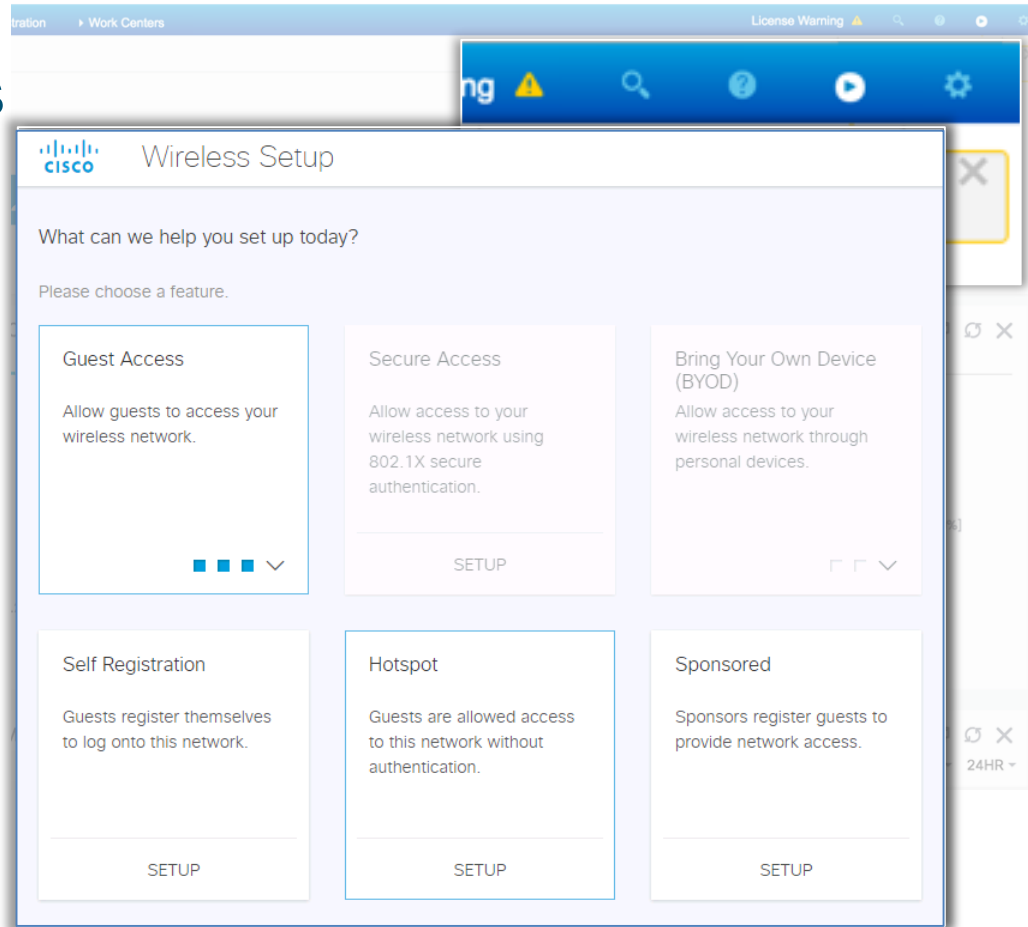 tration Work Centers License Warning
s
ng
cisco Wireless Setup
What can we help you set up today?
Please choose a feature.
Guest Access
Allow guests to access your
wireless network.
Secure Access
Allow access to your
wireless network using
802.1X secure
authentication.
SETUP
Bring Your Own Device
(BYOD)
Allow access to your
wireless network through
personal devices.
%]
Self Registration
Guests register themselves
to log onto this network.
SETUP
Hotspot
Guests are allowed access
to this network without
authentication.
SETUP
Sponsored
Sponsors register guests to
provide network access.
SETUP
24HR